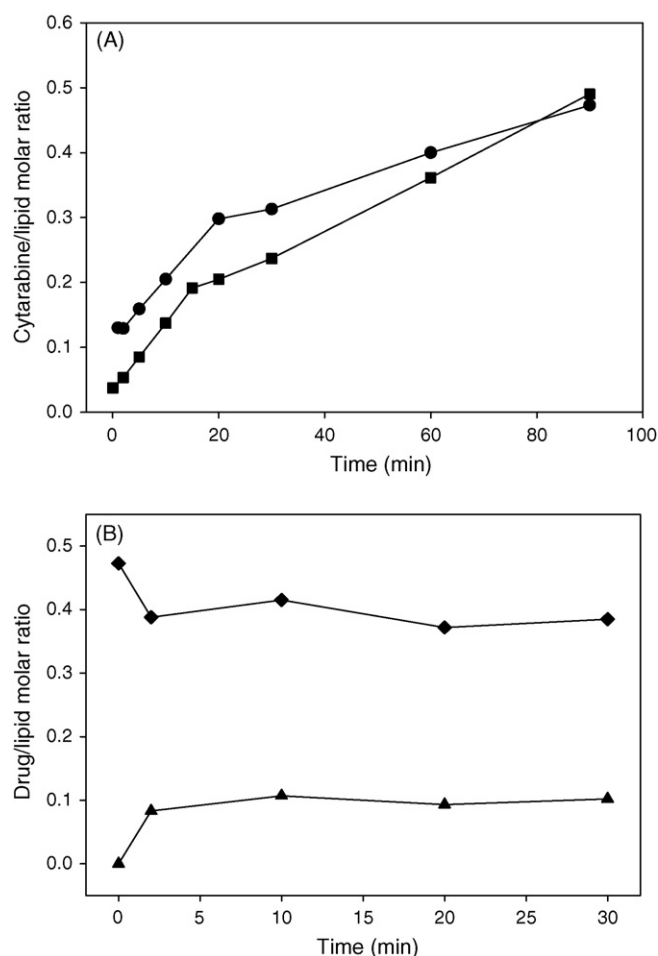 (A)
Cytarabine/lipid molar ratio
0.6
0.5
0.4
0.3
0.2
0.1
0.0
0 20 40 60 80 100
Time (min)
(B)
Drug/lipid molar ratio
0.5
0.4
0.3
0.2
0.1
0.0
0 5 10 15 20 25 30
Time (min)